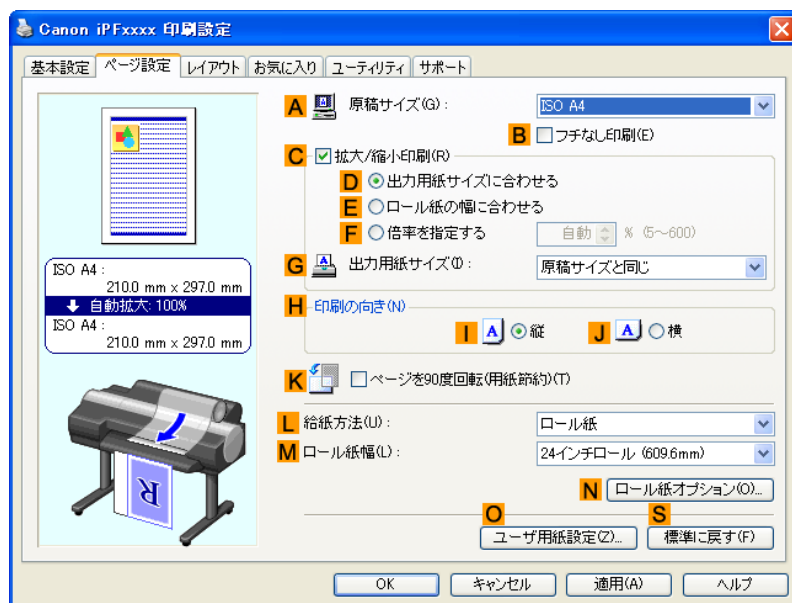 Canon iPFxxxx 印刷設定
基本設定 ページ設定 レイアウト お気に入り ユーティリティ サポート
A 原稿サイズ(G) : ISO A4
B フチなし印刷(E)
C 拡大/縮小印刷(R)
D 出力用紙サイズに合わせる
E ロール紙の幅に合わせる
F 倍率を指定する 自動 % (5～600)
G A 出力用紙サイズ(I) : 原稿サイズと同じ
ISO A4 :
210.0 mm x 297.0 mm
自動拡大: 100%
ISO A4 :
210.0 mm x 297.0 mm
H 印刷の向き(N)
I A 縦 J A 横
K ページを90度回転(用紙節約)(T)
L 給紙方法(U) : ロール紙
M ロール紙幅(L) : 24インチロール (609.6mm)
R
N ロール紙オプション(O)...
O S
ユーザ用紙設定(Z)... 標準に戻す(F)
OK キャンセル 適用(A) ヘルプ